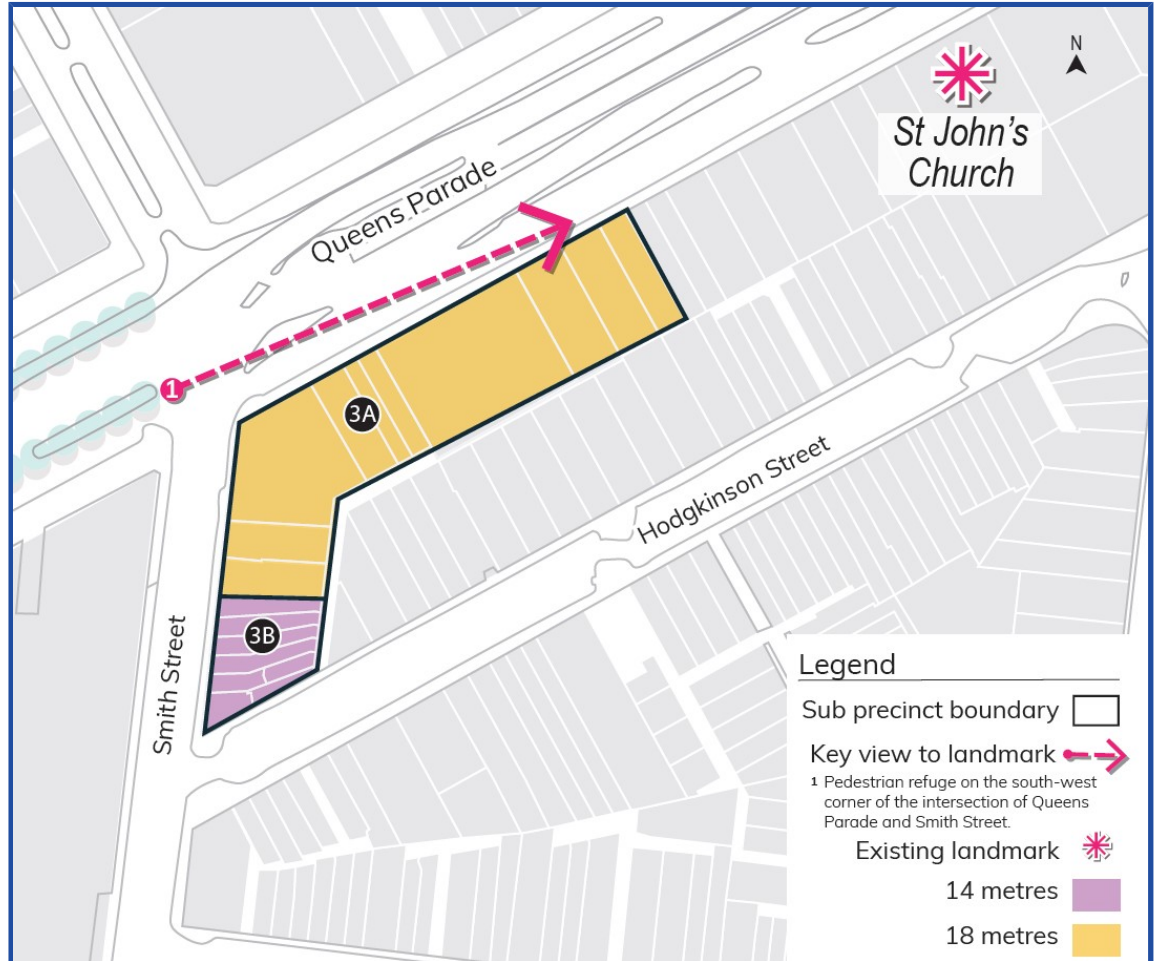 N
St John's
Church
Queens Parade
1
3A
Hodgkinson Street
3B
Smith Street
Legend
Sub precinct boundary
Key view to landmark
1 Pedestrian refuge on the south-west
corner of the intersection of Queens
Parade and Smith Street.
Existing landmark
14 metres
18 metres